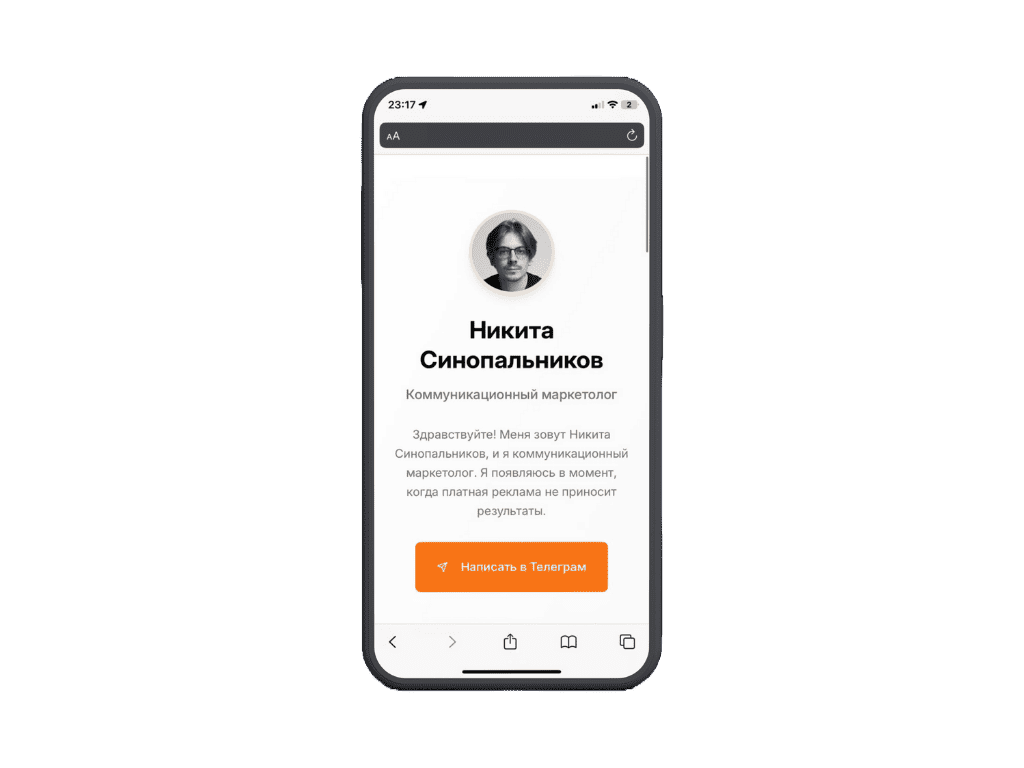 23:17
2
AA
Никита
Синопальников
Коммуникационный маркетолог
Здравствуйте! Меня зовут Никита
Синопальников, и я коммуникационный
маркетолог. Я появляюсь в момент,
когда платная реклама не приносит
результаты.
Написать в Телеграм